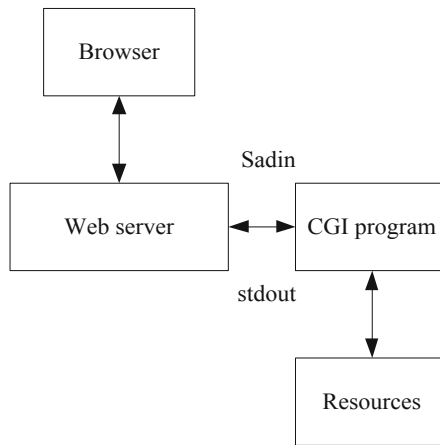 Browser
Sadin
Web server
CGI program
stdout
Resources